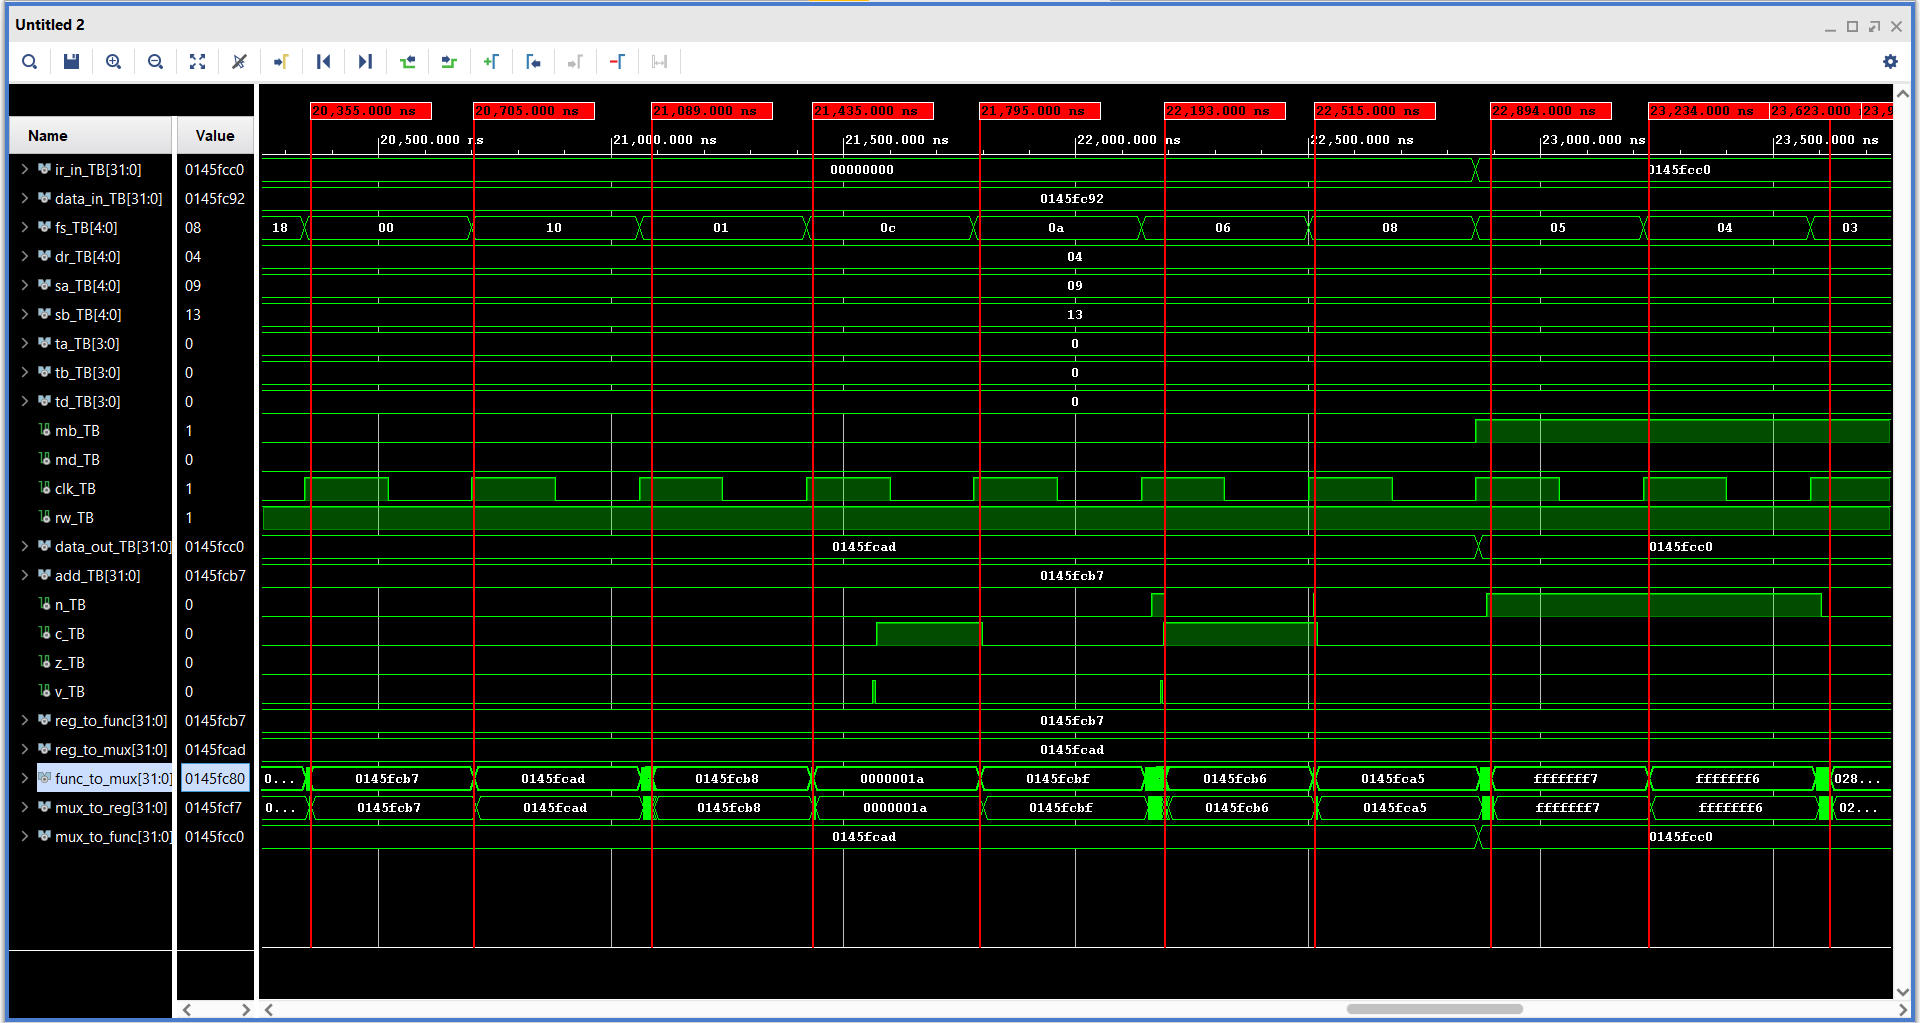 Untitled 2
20,355.000 ns 20,705.000 ns 21,089.000 ns 21,435.000 ns 21,795.000 ns 22,193.000 ns 22,515.000 ns 22,894.000 ns 23,234.000 ns 23,623.000
Name Value 20,500.000 ns 21,000.000 ns 21,500.000 ns 22,000.000 ns 22,500.000 ns 23,000.000 ns 23,500.000 ns
ir_in_TB[31:0] 0145fcc0 00000000 0145fcc0
data_in_TB[31:0] 0145fc92 0145fc92
fs_TB[4:0] 08 18 00 10 01 0c 0a 06 08 05 04 03
dr_TB[4:0] 04 04
sa_TB[4:0] 09 09
sb_TB[4:0] 13 13
ta_TB[3:0] 0 0
tb_TB[3:0] 0 0
td_TB[3:0] 0 0
mb_TB 1
md_TB 0
clk_TB 1
rw_TB 1
data_out_TB[31:0] 0145fcc0 0145fcad 0145fcc0
add_TB[31:0] 0145fcb7 0145fcb7
n_TB 0
c_TB 0
z_TB 0
v_TB 0
reg_to_func[31:0] 0145fcb7 0145fcb7
reg_to_mux[31:0] 0145fcad 0145fcad
func_to_mux[31:0] 0145fc80 0... 0145fcb7 0145fcad 0145fcb8 0000001a 0145fcbf 0145fcb6 0145fca5 fffffff7 fffffff6 028...
mux_to_reg[31:0] 0145fcf7 0... 0145fcb7 0145fcad 0145fcb8 0000001a 0145fcbf 0145fcb6 0145fca5 fffffff7 fffffff6 02...
mux_to_func[31:0] 0145fcc0 0145fcad 0145fcc0